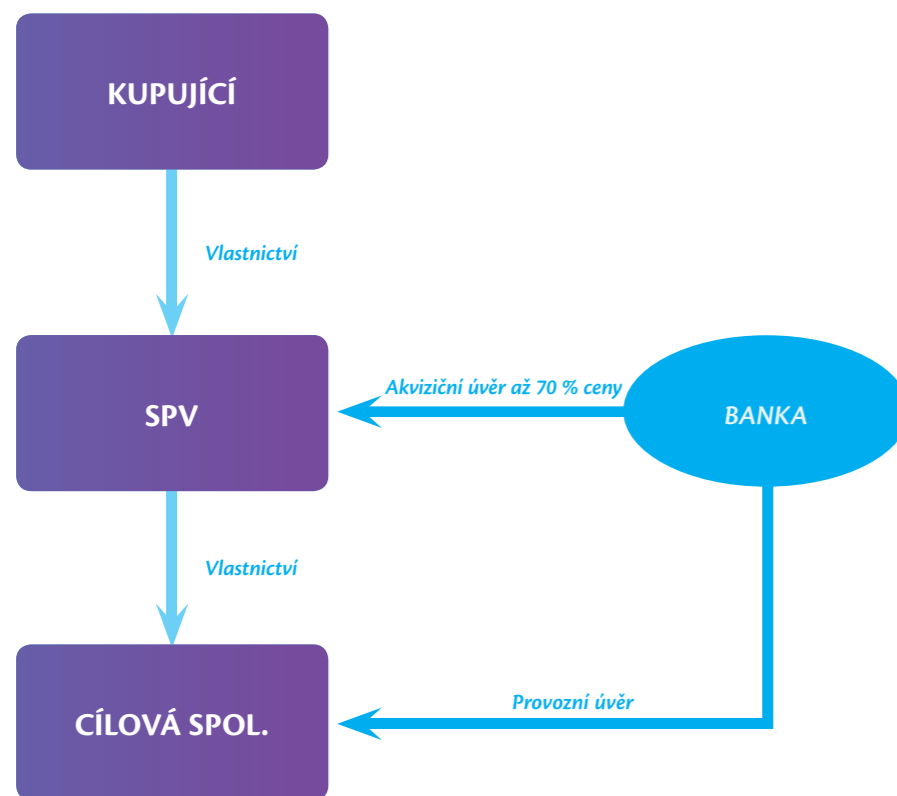 KUPUJÍCÍ
Vlastnictví
Akviziční úvěr až 70 % ceny
SPV
BANKA
Vlastnictví
Provozní úvěr
CÍLOVÁ SPOL.